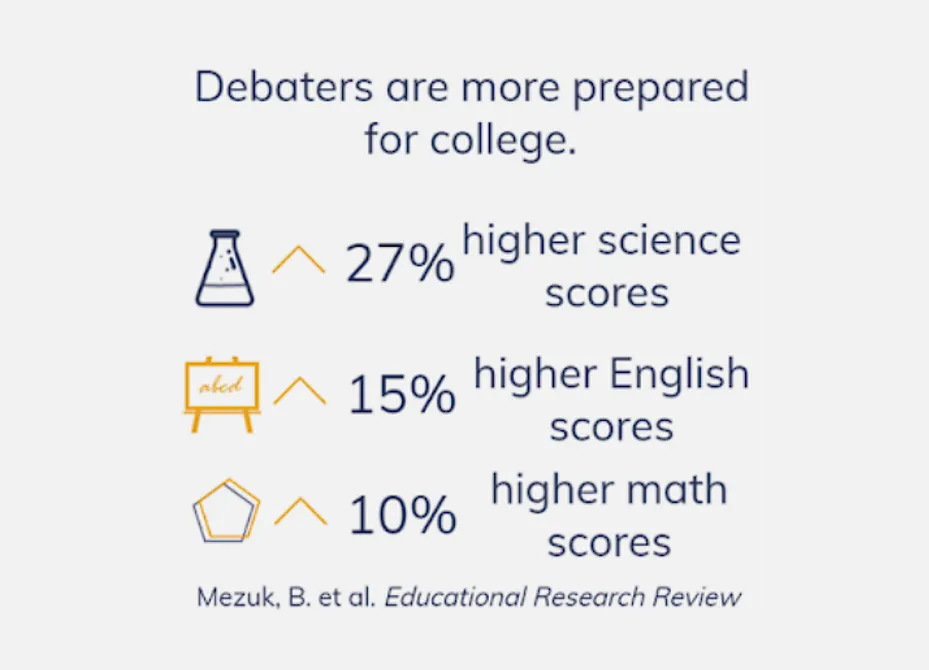 Debaters are more prepared
for college.
27% higher science
scores
abcd
15% higher English
scores
10% higher math
scores
Mezuk, B. et al. Educational Research Review